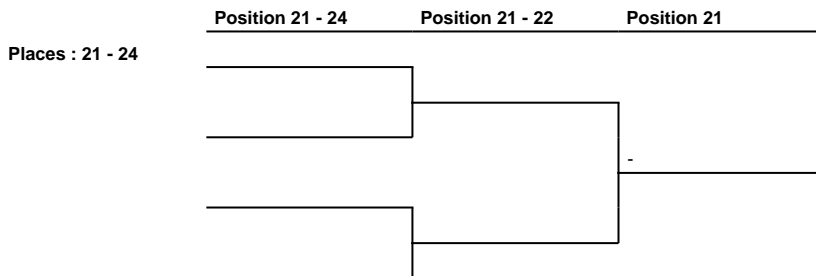 Position 21 - 24 Position 21 - 22 Position 21
Places : 21 - 24
-